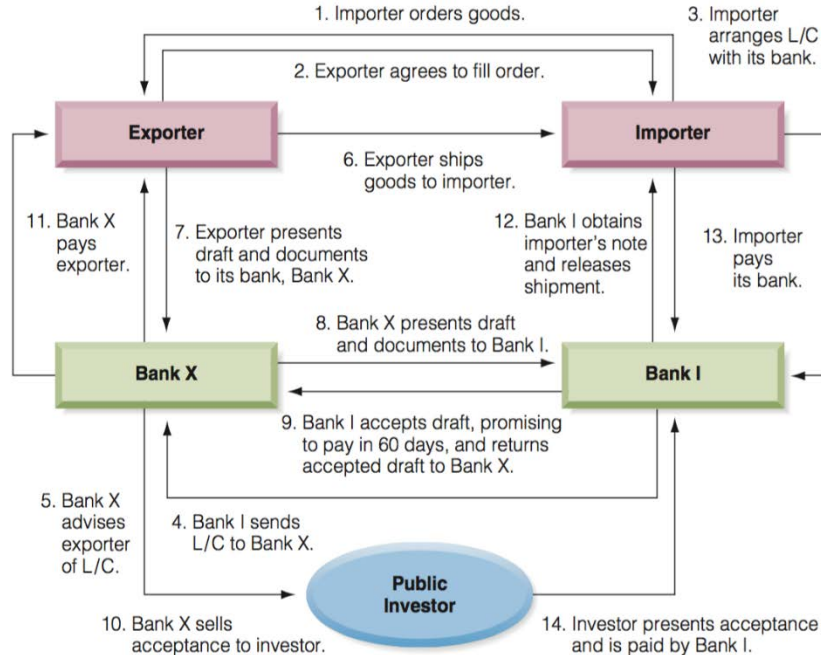 1. Importer orders goods.
3. Importer
arranges L/C
with its bank.
2. Exporter agrees to fill order.
Exporter
Importer
6. Exporter ships
goods to importer.
11. Bank X
pays
exporter.
7. Exporter presents
draft and documents
to its bank, Bank X.
12. Bank I obtains
importer's note
and releases
shipment.
13. Importer
pays
its bank.
8. Bank X presents draft
and documents to Bank I.
Bank X
Bank I
9. Bank I accepts draft, promising
to pay in 60 days, and returns
accepted draft to Bank X.
5. Bank X
advises
exporter
of L/C.
4. Bank I sends
L/C to Bank X.
Public
Investor
10. Bank X sells
acceptance to investor.
14. Investor presents acceptance
and is paid by Bank I.